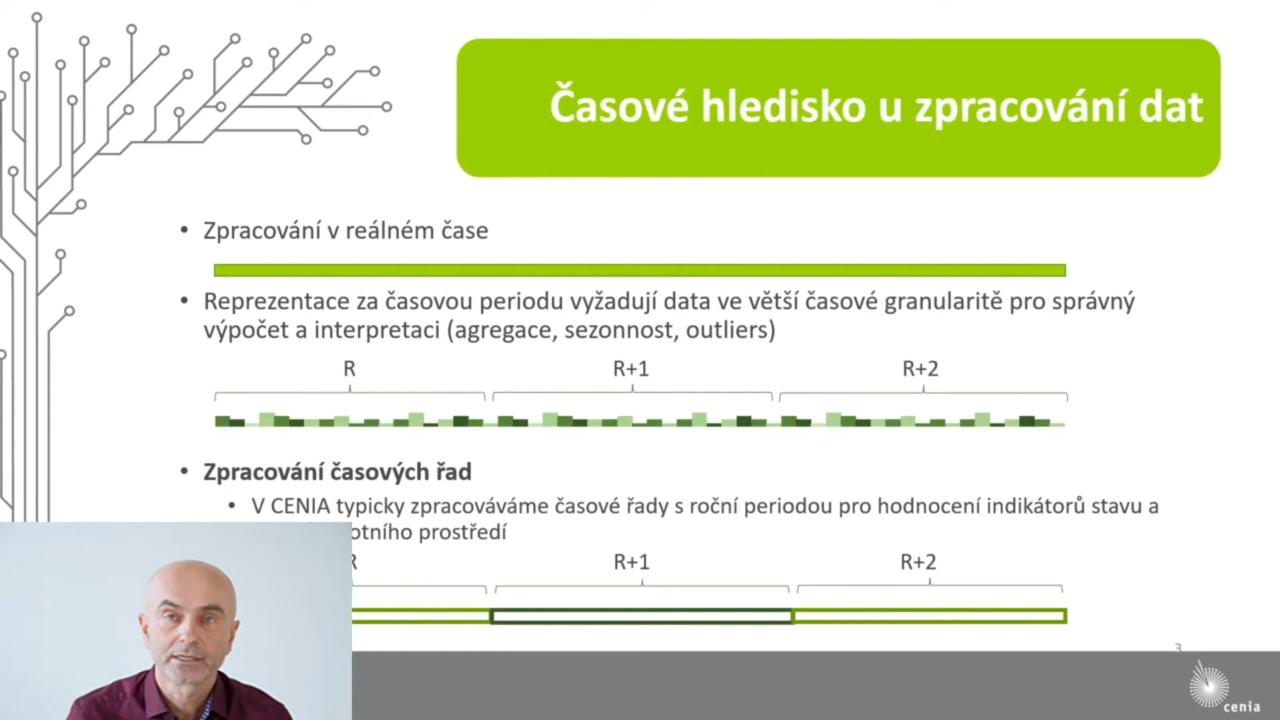 Časové hledisko u zpracování dat
• Zpracování v reálném čase
• Reprezentace za časovou periodu vyžadují data ve větší časové granularitě pro správný
výpočet a interpretaci (agregace, sezonnost, outliers)
R R+1 R+2
• Zpracování časových řad
• V CENIA typicky zpracováváme časové řady s roční periodou pro hodnocení indikátorů stavu a
otního prostředí
R R+1 R+2
3
cenia